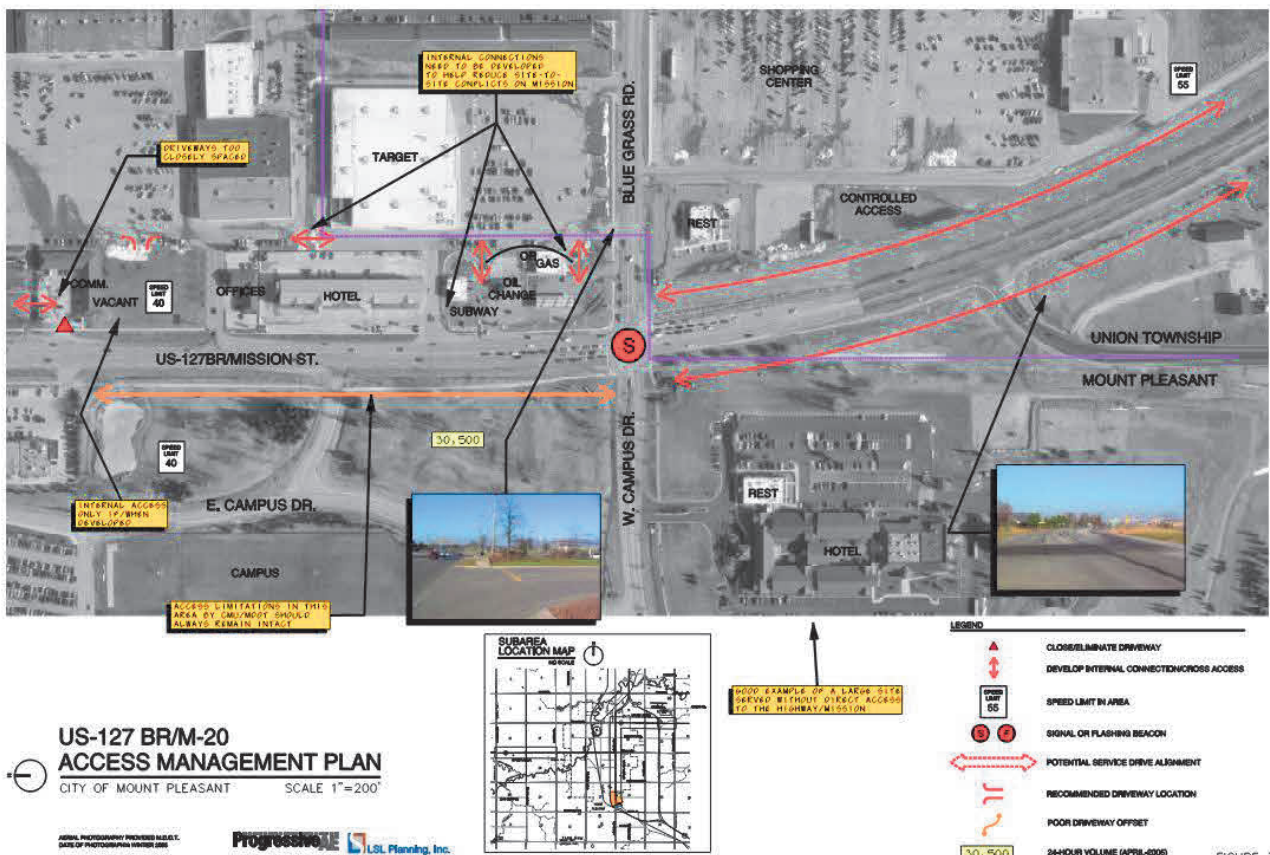 INTERNAL CONNECTIONS
NEED TO BE DEVELOPED
TO HELP REDUCE SITE-TO-
SITE CONFLICTS ON MISSION
SHOPPING
CENTER
SPEED
LIMIT
55
BLUE GRASS RD.
DRIVEWAYS TOO
CLOSELY SPACED
TARGET
CONTROLLED
ACCESS
REST
OR
GAS
COMM.
VACANT
SPEED
LIMIT
40
OFFICES
HOTEL
OIL
CHANGE
SUBWAY
S
UNION TOWNSHIP
US-127BR/MISSION ST.
MOUNT PLEASANT
30,500
SPEED
LIMIT
40
W. CAMPUS DR.
REST
INTERNAL ACCESS
ONLY IF/WHEN
DEVELOPED
E. CAMPUS DR.
HOTEL
CAMPUS
ACCESS LIMITATIONS IN THIS
AREA BY CMU/MDOT SHOULD
ALWAYS REMAIN INTACT
SUBAREA
LOCATION MAP
NO SCALE
GOOD EXAMPLE OF A LARGE SITE
SERVED WITHOUT DIRECT ACCESS
TO THE HIGHWAY/MISSION
LEGEND
CLOSE/ELIMINATE DRIVEWAY
DEVELOP INTERNAL CONNECTION/CROSS ACCESS
SPEED
LIMIT
55
SPEED LIMIT IN AREA
S F SIGNAL OR FLASHING BEACON
POTENTIAL SERVICE DRIVE ALIGNMENT
RECOMMENDED DRIVEWAY LOCATION
POOR DRIVEWAY OFFSET
30,500 24-HOUR VOLUME (APRIL-2005)
US-127 BR/M-20
ACCESS MANAGEMENT PLAN
CITY OF MOUNT PLEASANT SCALE 1"=200'
AERIAL PHOTOGRAPHY PROVIDED M.D.O.T.
DATE OF PHOTOGRAPHY WINTER
Progressive AE
LSL Planning, Inc.
FIGURE